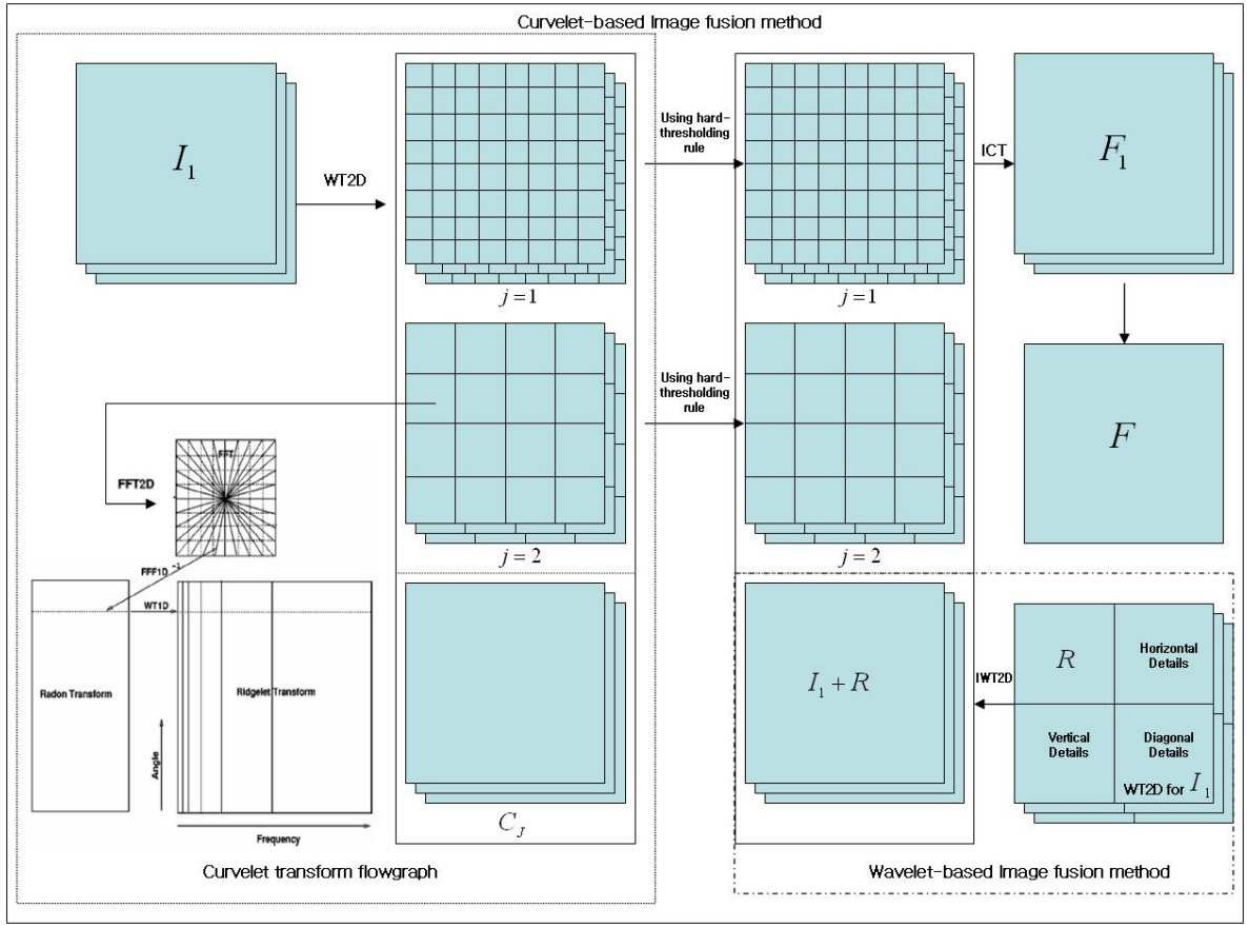 Curvelet-based Image fusion method
I₁
WT2D
j = 1
Using hard-
thresholding
rule
j = 1
ICT
F₁
j = 2
Using hard-
thresholding
rule
j = 2
F
FFT2D
FFT
FFF1D⁻¹
WT1D
Radon Transform
Ridgelet Transform
Angle
Frequency
C_J
I₁ + R
IWT2D
R
Horizontal
Details
Vertical
Details
Diagonal
Details
WT2D for I₁
Curvelet transform flowgraph
Wavelet-based Image fusion method